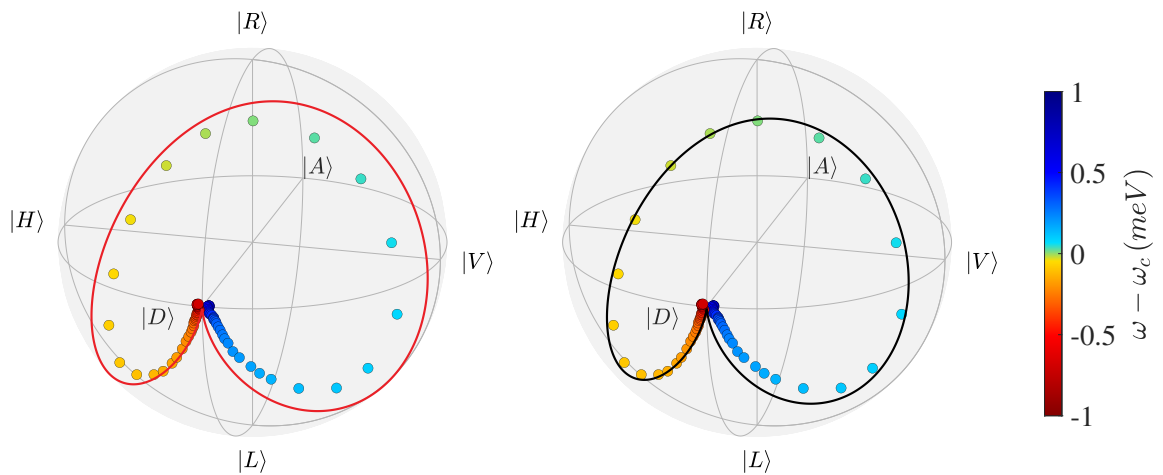 |R⟩
|A⟩
|H⟩
|V⟩
|D⟩
|L⟩
|R⟩
|A⟩
|H⟩
|V⟩
|D⟩
|L⟩
1
0.5
0
-0.5
-1
ω − ω_c (meV)